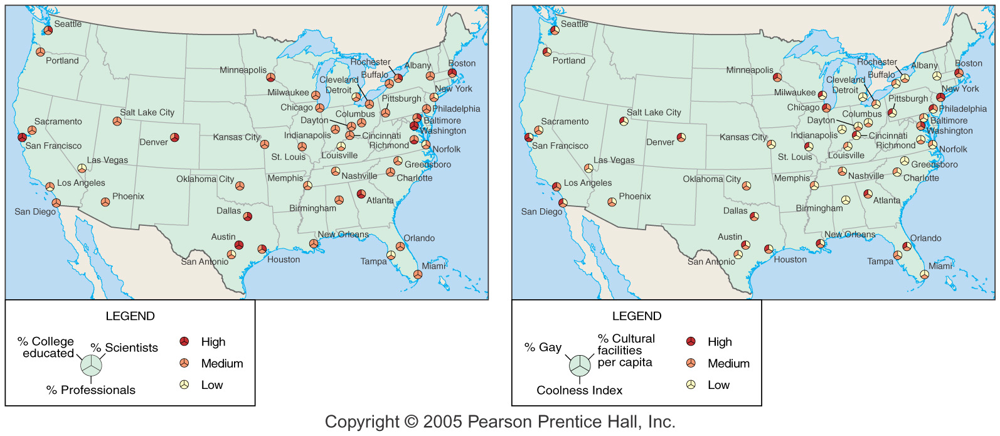 Seattle
Portland
Minneapolis
Rochester
Albany
Boston
Buffalo
Cleveland
Detroit
Milwaukee
New York
Chicago
Pittsburgh
Philadelphia
Salt Lake City
Dayton
Columbus
Baltimore
Sacramento
Washington
Denver
Kansas City
Indianapolis
Cincinnati
San Francisco
Richmond
Norfolk
St. Louis
Louisville
Las Vegas
Greensboro
Los Angeles
Oklahoma City
Memphis
Nashville
Charlotte
Phoenix
San Diego
Birmingham
Atlanta
Dallas
Austin
New Orleans
Orlando
San Antonio
Houston
Tampa
Miami
LEGEND
% College
educated
% Scientists
% Professionals
High
Medium
Low
Seattle
Portland
Minneapolis
Rochester
Albany
Boston
Buffalo
Cleveland
Detroit
Milwaukee
New York
Chicago
Pittsburgh
Philadelphia
Salt Lake City
Dayton
Columbus
Baltimore
Sacramento
Washington
Denver
Kansas City
Indianapolis
Cincinnati
San Francisco
Richmond
Norfolk
St. Louis
Louisville
Las Vegas
Greensboro
Los Angeles
Oklahoma City
Memphis
Nashville
Charlotte
Phoenix
San Diego
Birmingham
Atlanta
Dallas
Austin
New Orleans
Orlando
San Antonio
Houston
Tampa
Miami
LEGEND
% Gay
% Cultural
facilities
per capita
Coolness Index
High
Medium
Low
Copyright © 2005 Pearson Prentice Hall, Inc.